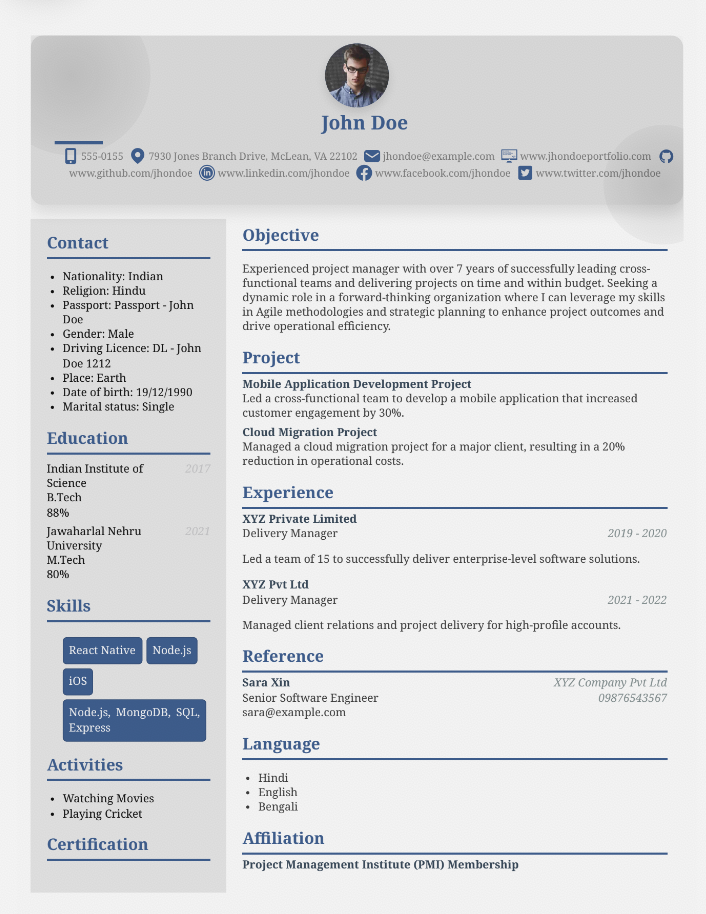 John Doe
555-0155 7930 Jones Branch Drive, McLean, VA 22102 jhondoe@example.com www.jhondoeportfolio.com
www.github.com/jhondoe www.linkedin.com/jhondoe www.facebook.com/jhondoe www.twitter.com/jhondoe
Contact
Nationality: Indian
Religion: Hindu
Passport: Passport - John
Doe
Gender: Male
Driving Licence: DL - John
Doe 1212
Place: Earth
Date of birth: 19/12/1990
Marital status: Single
Education
Indian Institute of 2017
Science
B.Tech
88%
Jawaharlal Nehru 2021
University
M.Tech
80%
Skills
React Native Node.js
iOS
Node.js, MongoDB, SQL,
Express
Activities
Watching Movies
Playing Cricket
Certification
Objective
Experienced project manager with over 7 years of successfully leading cross-
functional teams and delivering projects on time and within budget. Seeking a
dynamic role in a forward-thinking organization where I can leverage my skills
in Agile methodologies and strategic planning to enhance project outcomes and
drive operational efficiency.
Project
Mobile Application Development Project
Led a cross-functional team to develop a mobile application that increased
customer engagement by 30%.
Cloud Migration Project
Managed a cloud migration project for a major client, resulting in a 20%
reduction in operational costs.
Experience
XYZ Private Limited
Delivery Manager 2019 - 2020
Led a team of 15 to successfully deliver enterprise-level software solutions.
XYZ Pvt Ltd
Delivery Manager 2021 - 2022
Managed client relations and project delivery for high-profile accounts.
Reference
Sara Xin XYZ Company Pvt Ltd
Senior Software Engineer 09876543567
sara@example.com
Language
Hindi
English
Bengali
Affiliation
Project Management Institute (PMI) Membership